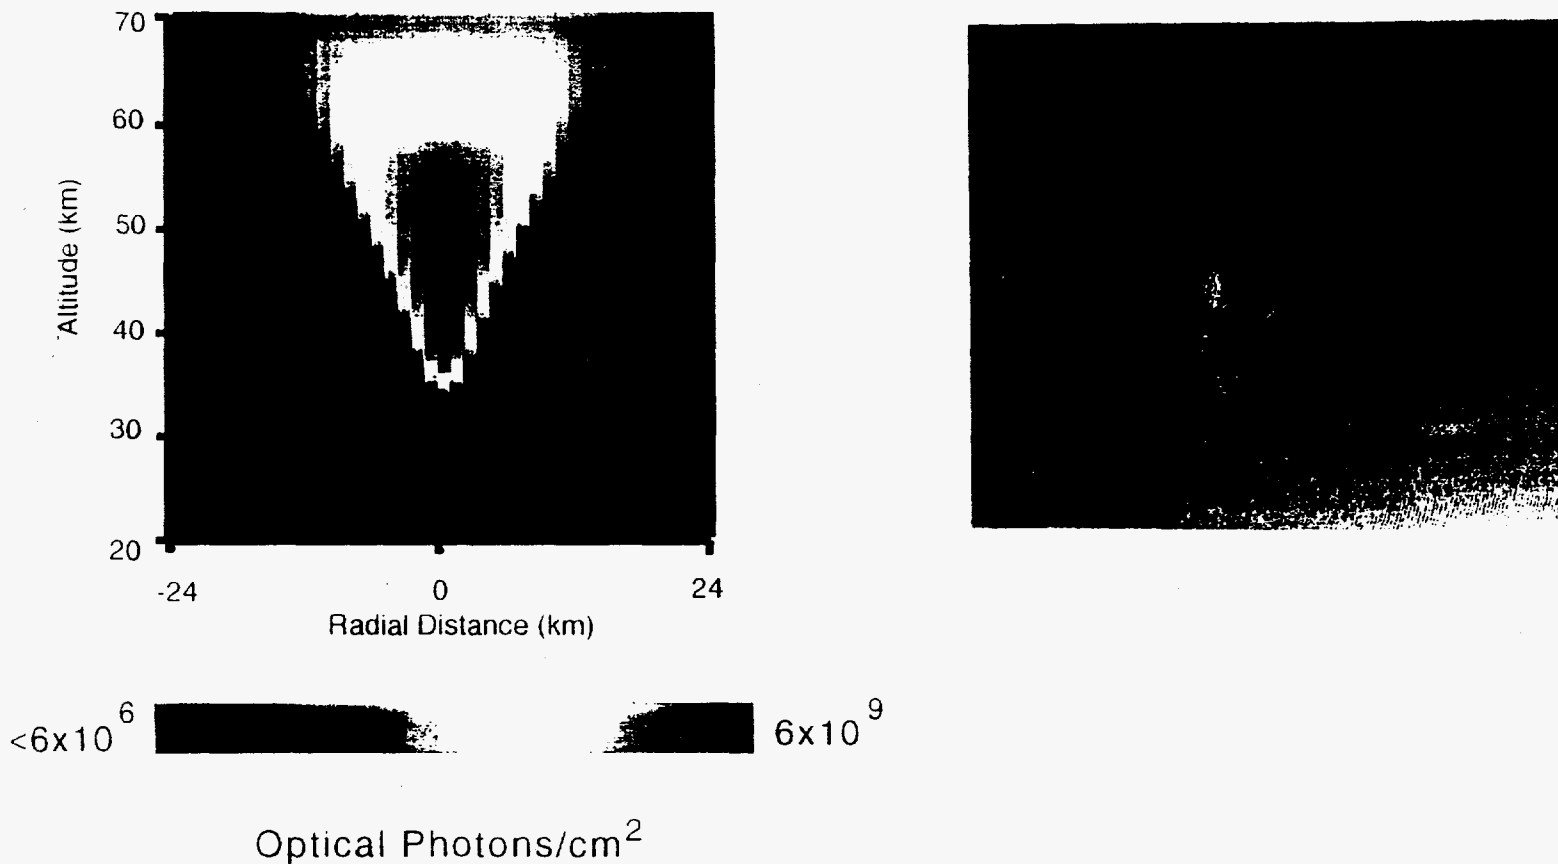 70
60
50
40
30
20
Altitude (km)
-24 0 24
Radial Distance (km)
<6x10^6 6x10^9
Optical Photons/cm^2